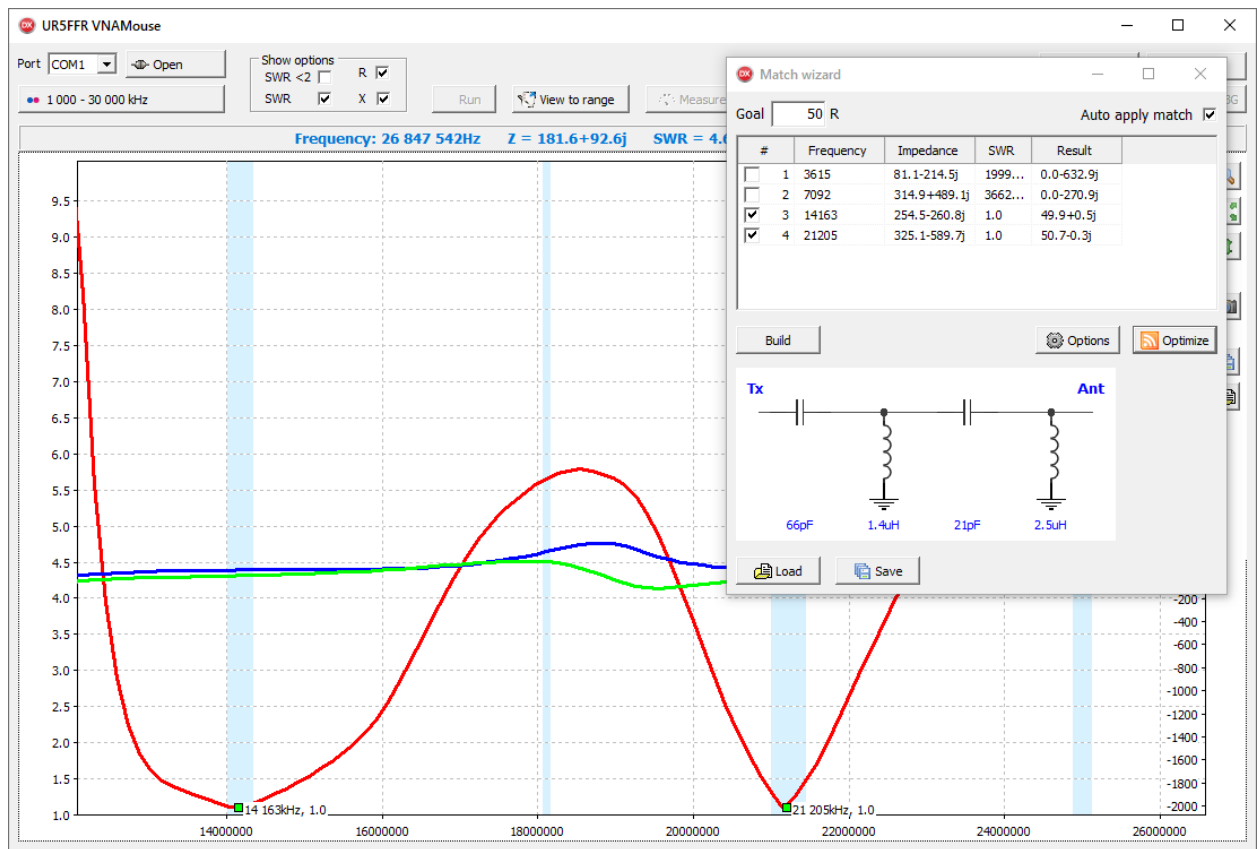 UR5FFR VNAMouse
Port COM1 Open
Show options
SWR <2 R
SWR X
1 000 - 30 000 kHz
Run View to range Measure
Frequency: 26 847 542Hz Z = 181.6+92.6j SWR = 4.
Match wizard
Goal 50 R Auto apply match
# Frequency Impedance SWR Result
1 3615 81.1-214.5j 1999... 0.0-632.9j
2 7092 314.9+489.1j 3662... 0.0-270.9j
3 14163 254.5-260.8j 1.0 49.9+0.5j
4 21205 325.1-589.7j 1.0 50.7-0.3j
Build Options Optimize
Tx Ant
66pF 1.4uH 21pF 2.5uH
Load Save
9.5
9.0
8.5
8.0
7.5
7.0
6.5
6.0
5.5
5.0
4.5
4.0
3.5
3.0
2.5
2.0
1.5
1.0
-200
-400
-600
-800
-1000
-1200
-1400
-1600
-1800
-2000
14 163kHz, 1.0
21 205kHz, 1.0
14000000 16000000 18000000 20000000 22000000 24000000 26000000